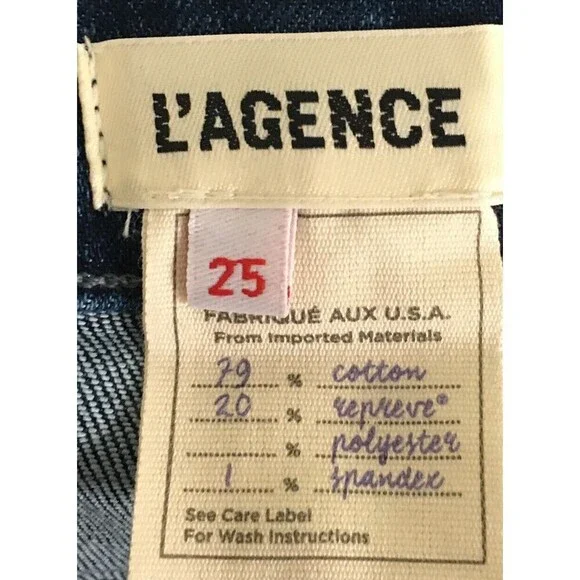 L'AGENCE
25
FABRIQUÉ AUX U.S.A.
From Imported Materials
79 % cotton
20 % repreve®
% polyester
1 % spandex
See Care Label
For Wash Instructions